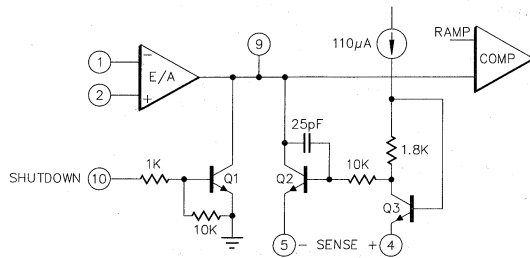 110µA
RAMP
COMP
9
1
2
−
+
E/A
25pF
1.8K
SHUTDOWN 10
1K
Q1
Q2
10K
Q3
10K
5 - SENSE + 4